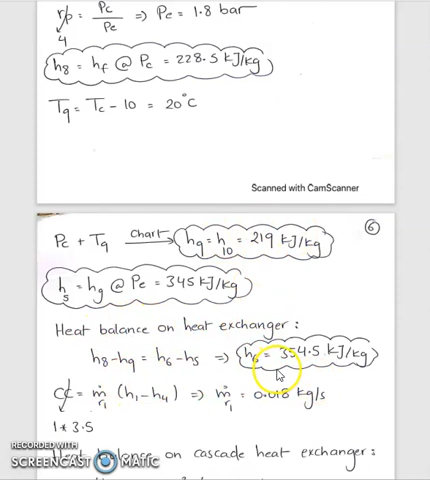 r/p = Pc/Pe => Pe = 1.8 bar
4
h8 = hf @ Pc = 228.5 kJ/kg
T9 = Tc - 10 = 20°C
Scanned with CamScanner
6
Pc + T9 Chart → h9 = h10 = 219 kJ/kg
h5 = hg @ Pe = 345 kJ/kg
Heat balance on heat exchanger :
h8 - h9 = h6 - h5 => h6 = 354.5 kJ/kg
CC = ṁr1 (h1 - h4) => ṁr1 = 0.018 kg/s
1 * 3.5
RECORDED WITH
SCREENCAST MATIC
Heat balance on cascade heat exchanger :